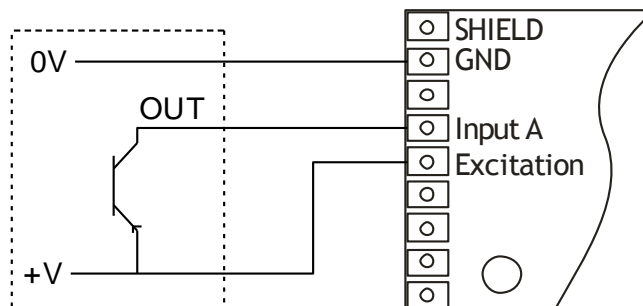 SHIELD
0V
GND
OUT
Input A
Excitation
+V